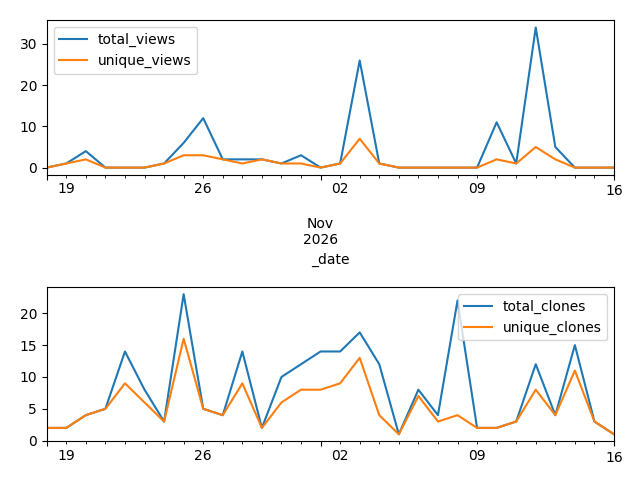 total_views
unique_views
30
20
10
0
19 26 02 09 16
Nov
2026
_date
total_clones
unique_clones
20
15
10
5
0
19 26 02 09 16